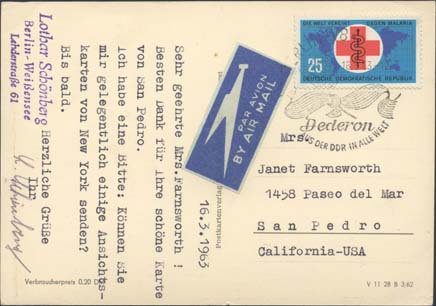 Lothar Schönberg
Berlin-Weißensee
Lehderstraße 61
16.3.1963
Sehr geehrte Mrs.Farnsworth !
Besten Dank für ihre schöne Karte
von San Pedro.
Ich habe eine Bitte: Können Sie
mir gelegentlich einige Ansichts-
karten von New York senden?
Bis bald.
Herzliche Grüße
Ihr
Verbraucherpreis 0.20 D
PAR AVION
BY AIR MAIL
DIE WELT VEREINT GEGEN MALARIA
25
DEUTSCHE DEMOKRATISCHE REPUBLIK
Dederon
AUS DER DDR IN ALLE WELT
Mrs.
Janet Farnsworth
1458 Paseo del Mar
San Pedro
California-USA
V 11 28 B 3,62